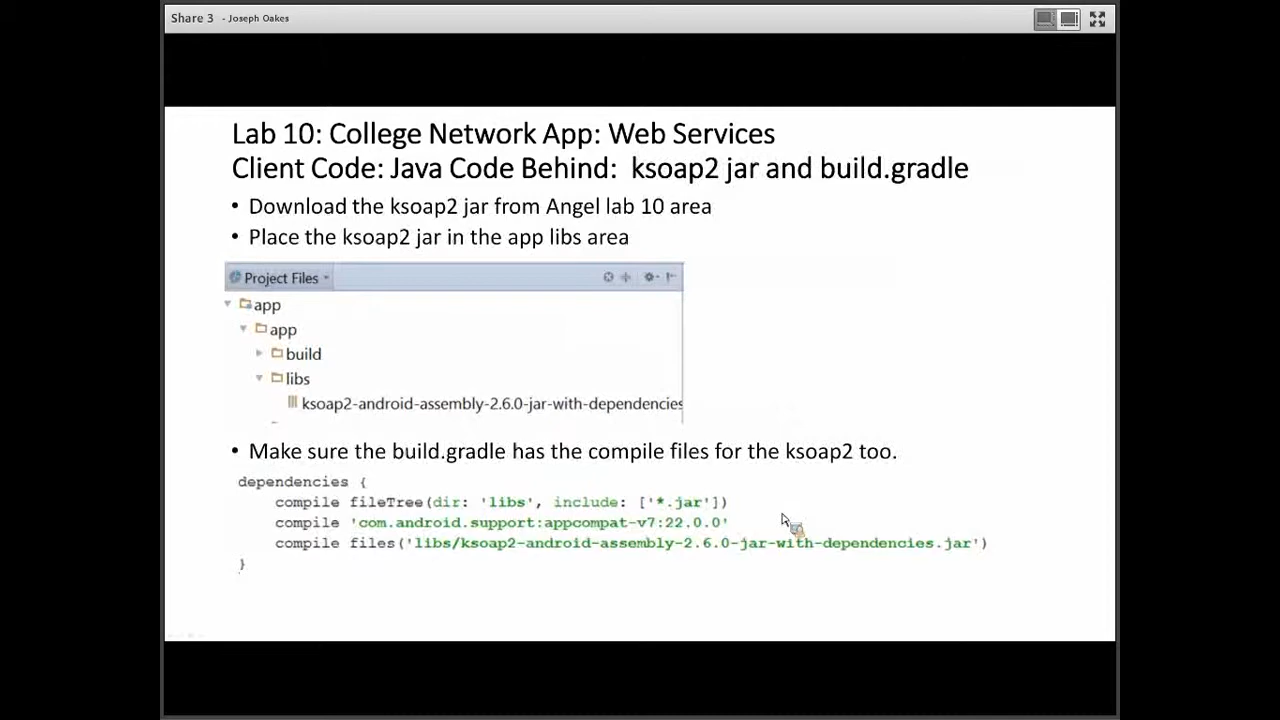 Share 3 - Joseph Oakes
Lab 10: College Network App: Web Services
Client Code: Java Code Behind: ksoap2 jar and build.gradle
• Download the ksoap2 jar from Angel lab 10 area
• Place the ksoap2 jar in the app libs area
Project Files
app
app
build
libs
ksoap2-android-assembly-2.6.0-jar-with-dependencies
• Make sure the build.gradle has the compile files for the ksoap2 too.
dependencies {
compile fileTree(dir: 'libs', include: ['*.jar'])
compile 'com.android.support:appcompat-v7:22.0.0'
compile files('libs/ksoap2-android-assembly-2.6.0-jar-with-dependencies.jar')
}